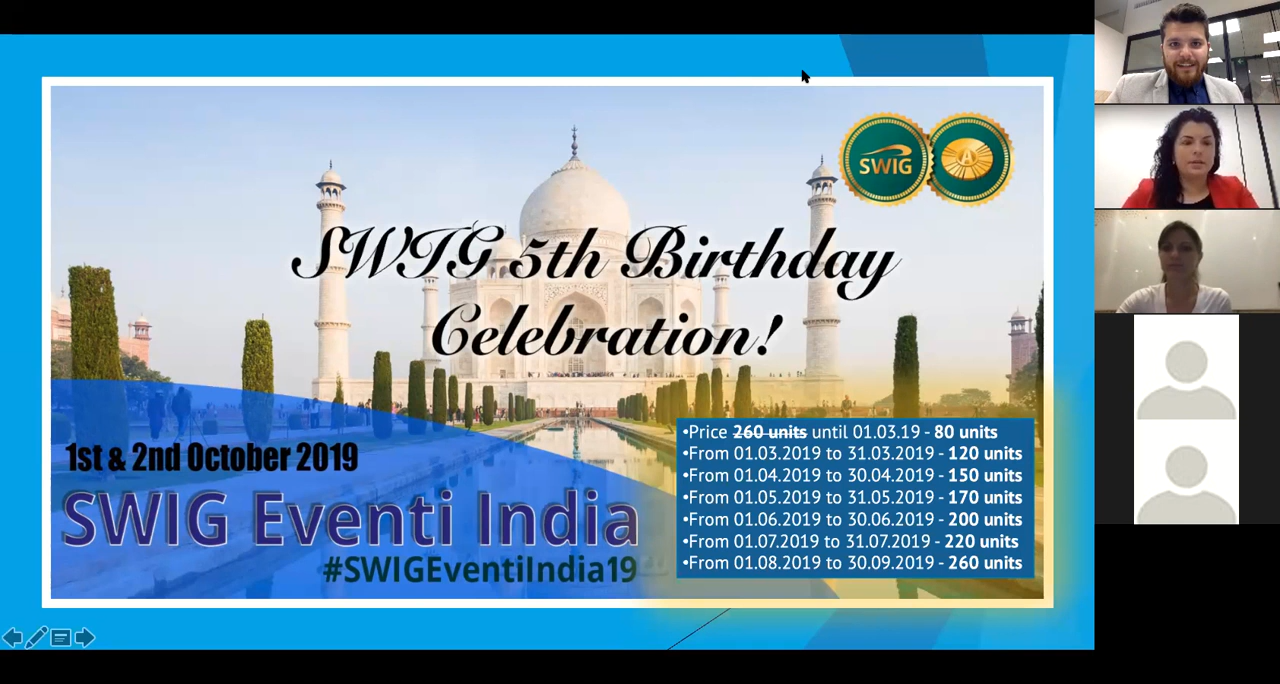 SWIG
A
SWIG 5th Birthday
Celebration!
1st & 2nd October 2019
SWIG Eventi India
#SWIGEventiIndia19
•Price 260 units until 01.03.19 - 80 units
•From 01.03.2019 to 31.03.2019 - 120 units
•From 01.04.2019 to 30.04.2019 - 150 units
•From 01.05.2019 to 31.05.2019 - 170 units
•From 01.06.2019 to 30.06.2019 - 200 units
•From 01.07.2019 to 31.07.2019 - 220 units
•From 01.08.2019 to 30.09.2019 - 260 units